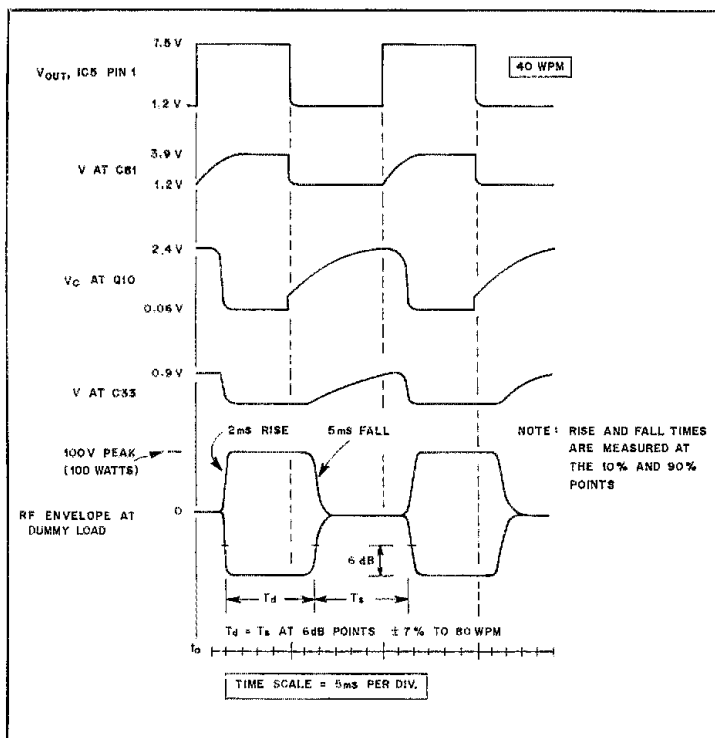 7.5 V
VOUT, IC5 PIN 1
40 WPM
1.2 V
3.9 V
V AT C81
1.2 V
2.4 V
VC AT Q10
0.06 V
0.9 V
V AT C33
2ms RISE
5ms FALL
100V PEAK
(100 WATTS)
NOTE: RISE AND FALL TIMES
ARE MEASURED AT
THE 10% AND 90%
POINTS
0
RF ENVELOPE AT
DUMMY LOAD
6 dB
Td
Ts
Td = Ts AT 6dB POINTS ±7% TO 80 WPM
to
TIME SCALE = 5ms PER DIV.